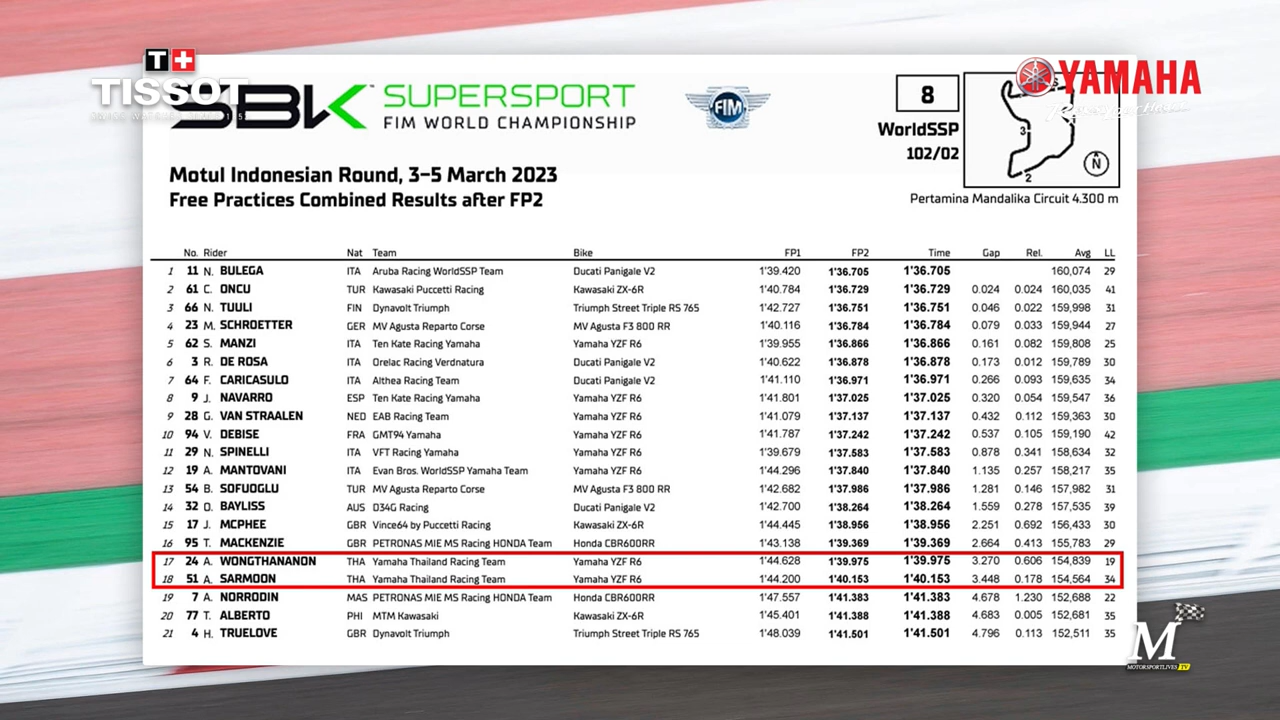 T+
TISSOT
SBK™ SUPERSPORT
FIM WORLD CHAMPIONSHIP
FIM
8
WorldSSP
102/02
YAMAHA
3
2
N
Motul Indonesian Round, 3-5 March 2023
Free Practices Combined Results after FP2
Pertamina Mandalika Circuit 4.300 m
No. Rider Nat Team Bike FP1 FP2 Time Gap Rel. Avg LL
1 11 N. BULEGA ITA Aruba Racing WorldSSP Team Ducati Panigale V2 1'39.420 1'36.705 1'36.705 160,074 29
2 61 C. ONCU TUR Kawasaki Puccetti Racing Kawasaki ZX-6R 1'40.784 1'36.729 1'36.729 0.024 0.024 160,035 41
3 66 N. TUULI FIN Dynavolt Triumph Triumph Street Triple RS 765 1'42.727 1'36.751 1'36.751 0.046 0.022 159,998 31
4 23 M. SCHROETTER GER MV Agusta Reparto Corse MV Agusta F3 800 RR 1'40.116 1'36.784 1'36.784 0.079 0.033 159,944 27
5 62 S. MANZI ITA Ten Kate Racing Yamaha Yamaha YZF R6 1'39.955 1'36.866 1'36.866 0.161 0.082 159,808 25
6 3 R. DE ROSA ITA Orelac Racing Verdnatura Ducati Panigale V2 1'40.622 1'36.878 1'36.878 0.173 0.012 159,789 30
7 64 F. CARICASULO ITA Althea Racing Team Ducati Panigale V2 1'41.110 1'36.971 1'36.971 0.266 0.093 159,635 34
8 9 J. NAVARRO ESP Ten Kate Racing Yamaha Yamaha YZF R6 1'41.801 1'37.025 1'37.025 0.320 0.054 159,547 36
9 28 G. VAN STRAALEN NED EAB Racing Team Yamaha YZF R6 1'41.079 1'37.137 1'37.137 0.432 0.112 159,363 30
10 94 V. DEBISE FRA GMT94 Yamaha Yamaha YZF R6 1'41.787 1'37.242 1'37.242 0.537 0.105 159,190 42
11 29 N. SPINELLI ITA VFT Racing Yamaha Yamaha YZF R6 1'39.679 1'37.583 1'37.583 0.878 0.341 158,634 32
12 19 A. MANTOVANI ITA Evan Bros. WorldSSP Yamaha Team Yamaha YZF R6 1'44.296 1'37.840 1'37.840 1.135 0.257 158,217 35
13 54 B. SOFUOGLU TUR MV Agusta Reparto Corse MV Agusta F3 800 RR 1'42.682 1'37.986 1'37.986 1.281 0.146 157,982 31
14 32 O. BAYLISS AUS D34G Racing Ducati Panigale V2 1'42.700 1'38.264 1'38.264 1.559 0.278 157,535 39
15 17 J. MCPHEE GBR Vince64 by Puccetti Racing Kawasaki ZX-6R 1'44.445 1'38.956 1'38.956 2.251 0.692 156,433 30
16 95 T. MACKENZIE GBR PETRONAS MIE MS Racing HONDA Team Honda CBR600RR 1'43.138 1'39.369 1'39.369 2.664 0.413 155,783 29
17 24 A. WONGTHANANON THA Yamaha Thailand Racing Team Yamaha YZF R6 1'44.628 1'39.975 1'39.975 3.270 0.606 154,839 19
18 51 A. SARMOON THA Yamaha Thailand Racing Team Yamaha YZF R6 1'44.200 1'40.153 1'40.153 3.448 0.178 154,564 34
19 7 A. NORRODIN MAS PETRONAS MIE MS Racing HONDA Team Honda CBR600RR 1'47.557 1'41.383 1'41.383 4.678 1.230 152,688 22
20 77 T. ALBERTO PHI MTM Kawasaki Yamaha YZF R6 1'45.401 1'41.388 1'41.388 4.683 0.005 152,681 35
21 4 H. TRUELOVE GBR Dynavolt Triumph Triumph Street Triple RS 765 1'48.039 1'41.501 1'41.501 4.796 0.113 152,511 35
M
MOTORSPORTLIVES TV